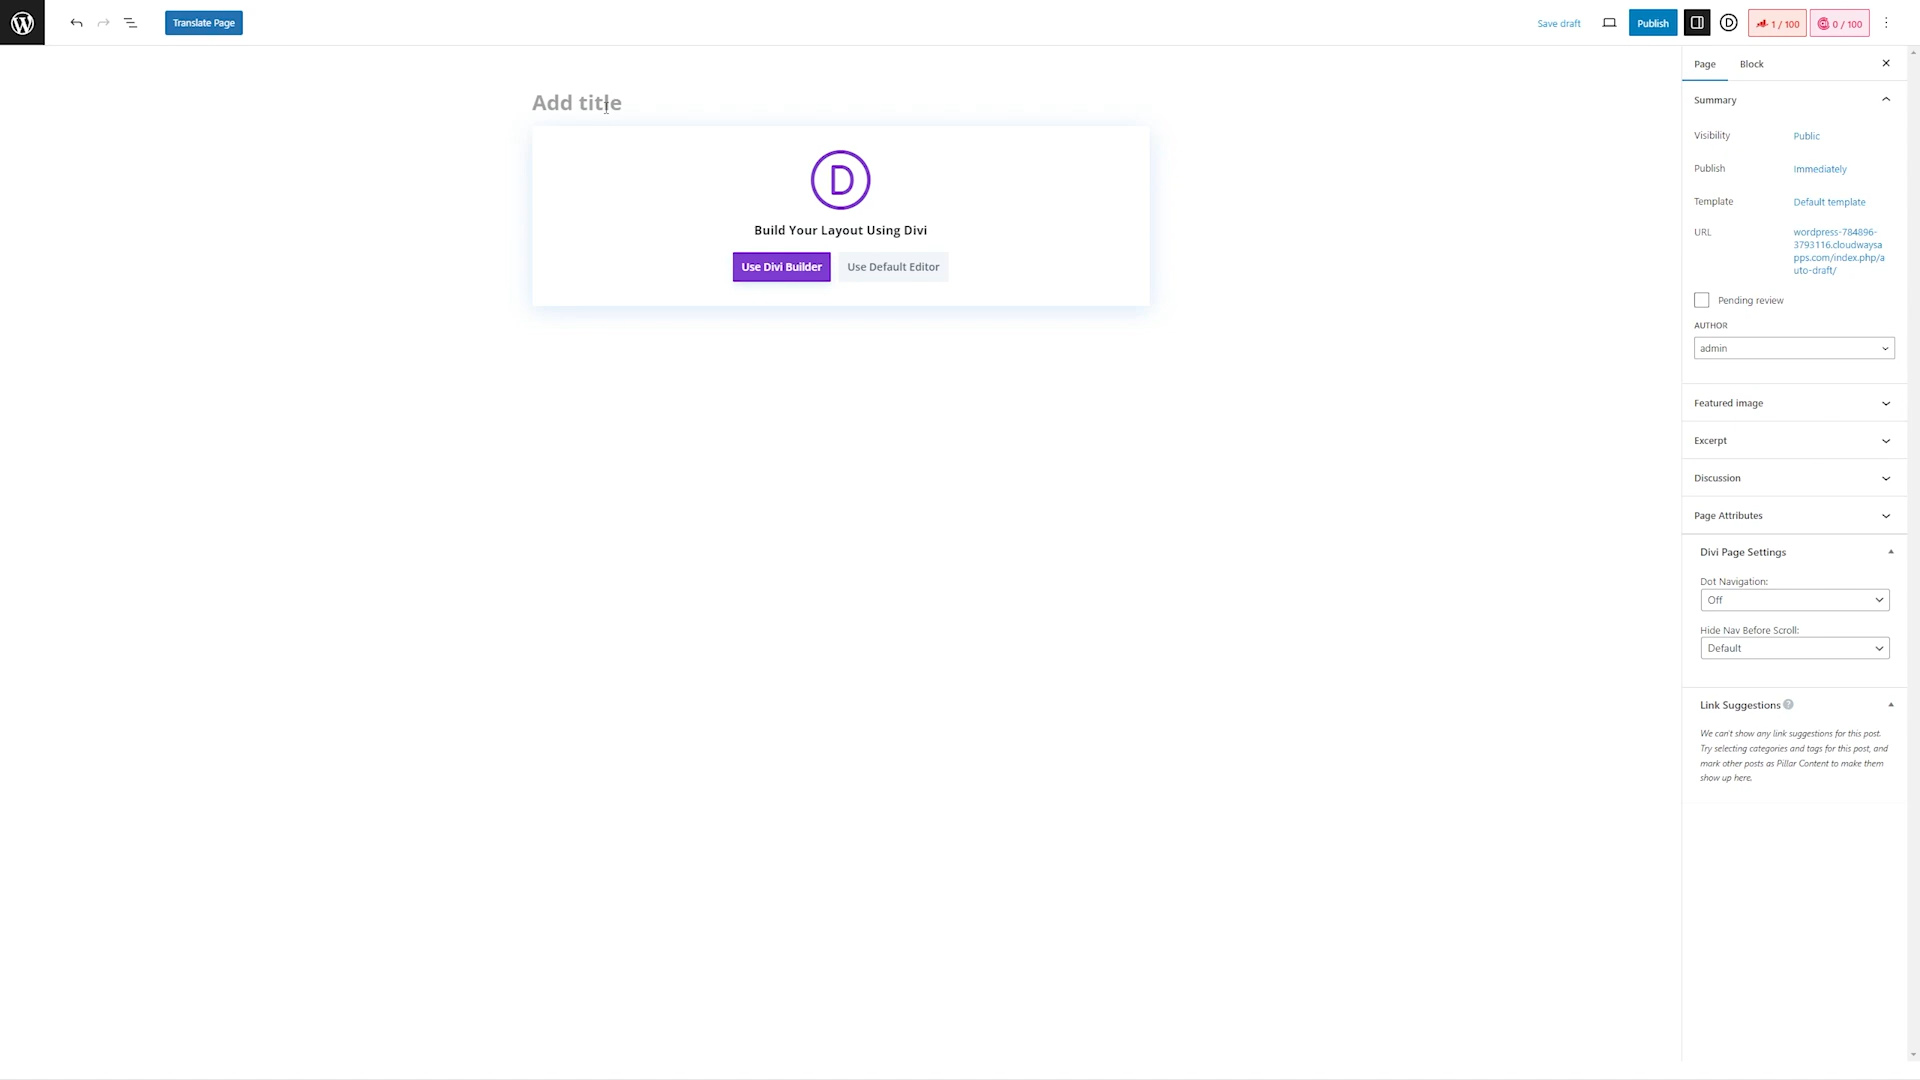 Translate Page
Save draft
Publish
1 / 100
0 / 100
Page
Block
Summary
Add title
Visibility
Public
Publish
Immediately
Template
Default template
URL
wordpress-784896-
3793116.cloudwaysa
pps.com/index.php/a
uto-draft/
D
Build Your Layout Using Divi
Use Divi Builder
Use Default Editor
Pending review
AUTHOR
admin
Featured image
Excerpt
Discussion
Page Attributes
Divi Page Settings
Dot Navigation:
Off
Hide Nav Before Scroll:
Default
Link Suggestions
We can't show any link suggestions for this post.
Try selecting categories and tags for this post, and
mark other posts as Pillar Content to make them
show up here.